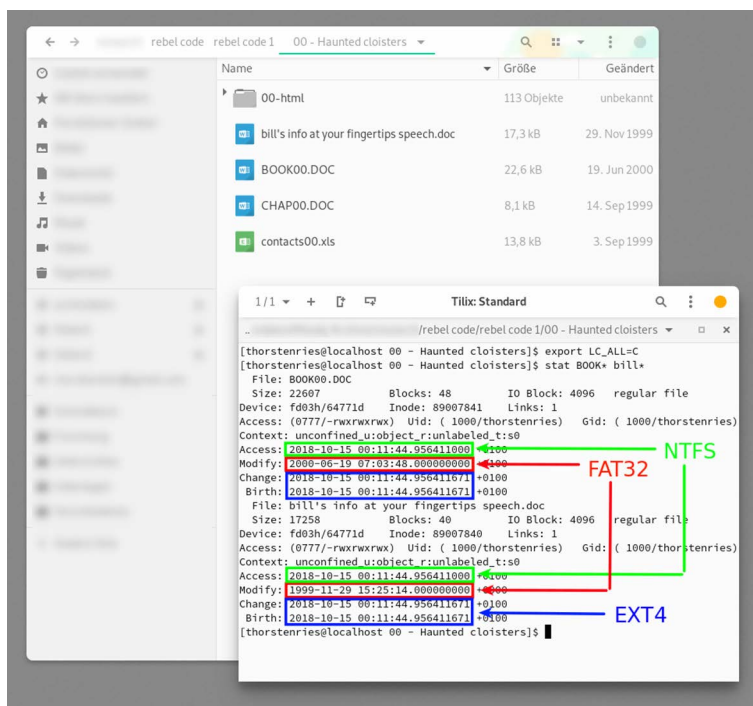 rebel code rebel code 1 00 - Haunted cloisters
Name Größe Geändert
00-html 113 Objekte unbekannt
bill's info at your fingertips speech.doc 17,3 kB 29. Nov 1999
BOOK00.DOC 22,6 kB 19. Jun 2000
CHAP00.DOC 8,1 kB 14. Sep 1999
contacts00.xls 13,8 kB 3. Sep 1999
1/1 Tilix: Standard
.. /rebel code/rebel code 1/00 - Haunted cloisters
[thorstenries@localhost 00 - Haunted cloisters]$ export LC_ALL=C
[thorstenries@localhost 00 - Haunted cloisters]$ stat BOOK* bill*
File: BOOK00.DOC
Size: 22607 Blocks: 48 IO Block: 4096 regular file
Device: fd03h/64771d Inode: 89007841 Links: 1
Access: (0777/-rwxrwxrwx) Uid: ( 1000/thorstenries) Gid: ( 1000/thorstenries)
Context: unconfined_u:object_r:unlabeled_t:s0
Access: 2018-10-15 00:11:44.956411000 +0100 NTFS
Modify: 2000-06-19 07:03:48.000000000 +0100 FAT32
Change: 2018-10-15 00:11:44.956411671 +0100
Birth: 2018-10-15 00:11:44.956411671 +0100
File: bill's info at your fingertips speech.doc
Size: 17258 Blocks: 40 IO Block: 4096 regular file
Device: fd03h/64771d Inode: 89007840 Links: 1
Access: (0777/-rwxrwxrwx) Uid: ( 1000/thorstenries) Gid: ( 1000/thorstenries)
Context: unconfined_u:object_r:unlabeled_t:s0
Access: 2018-10-15 00:11:44.956411000 +0100
Modify: 1999-11-29 15:25:14.000000000
Change: 2018-10-15 00:11:44.956411671 +0100
Birth: 2018-10-15 00:11:44.956411671 +0100 EXT4
[thorstenries@localhost 00 - Haunted cloisters]$